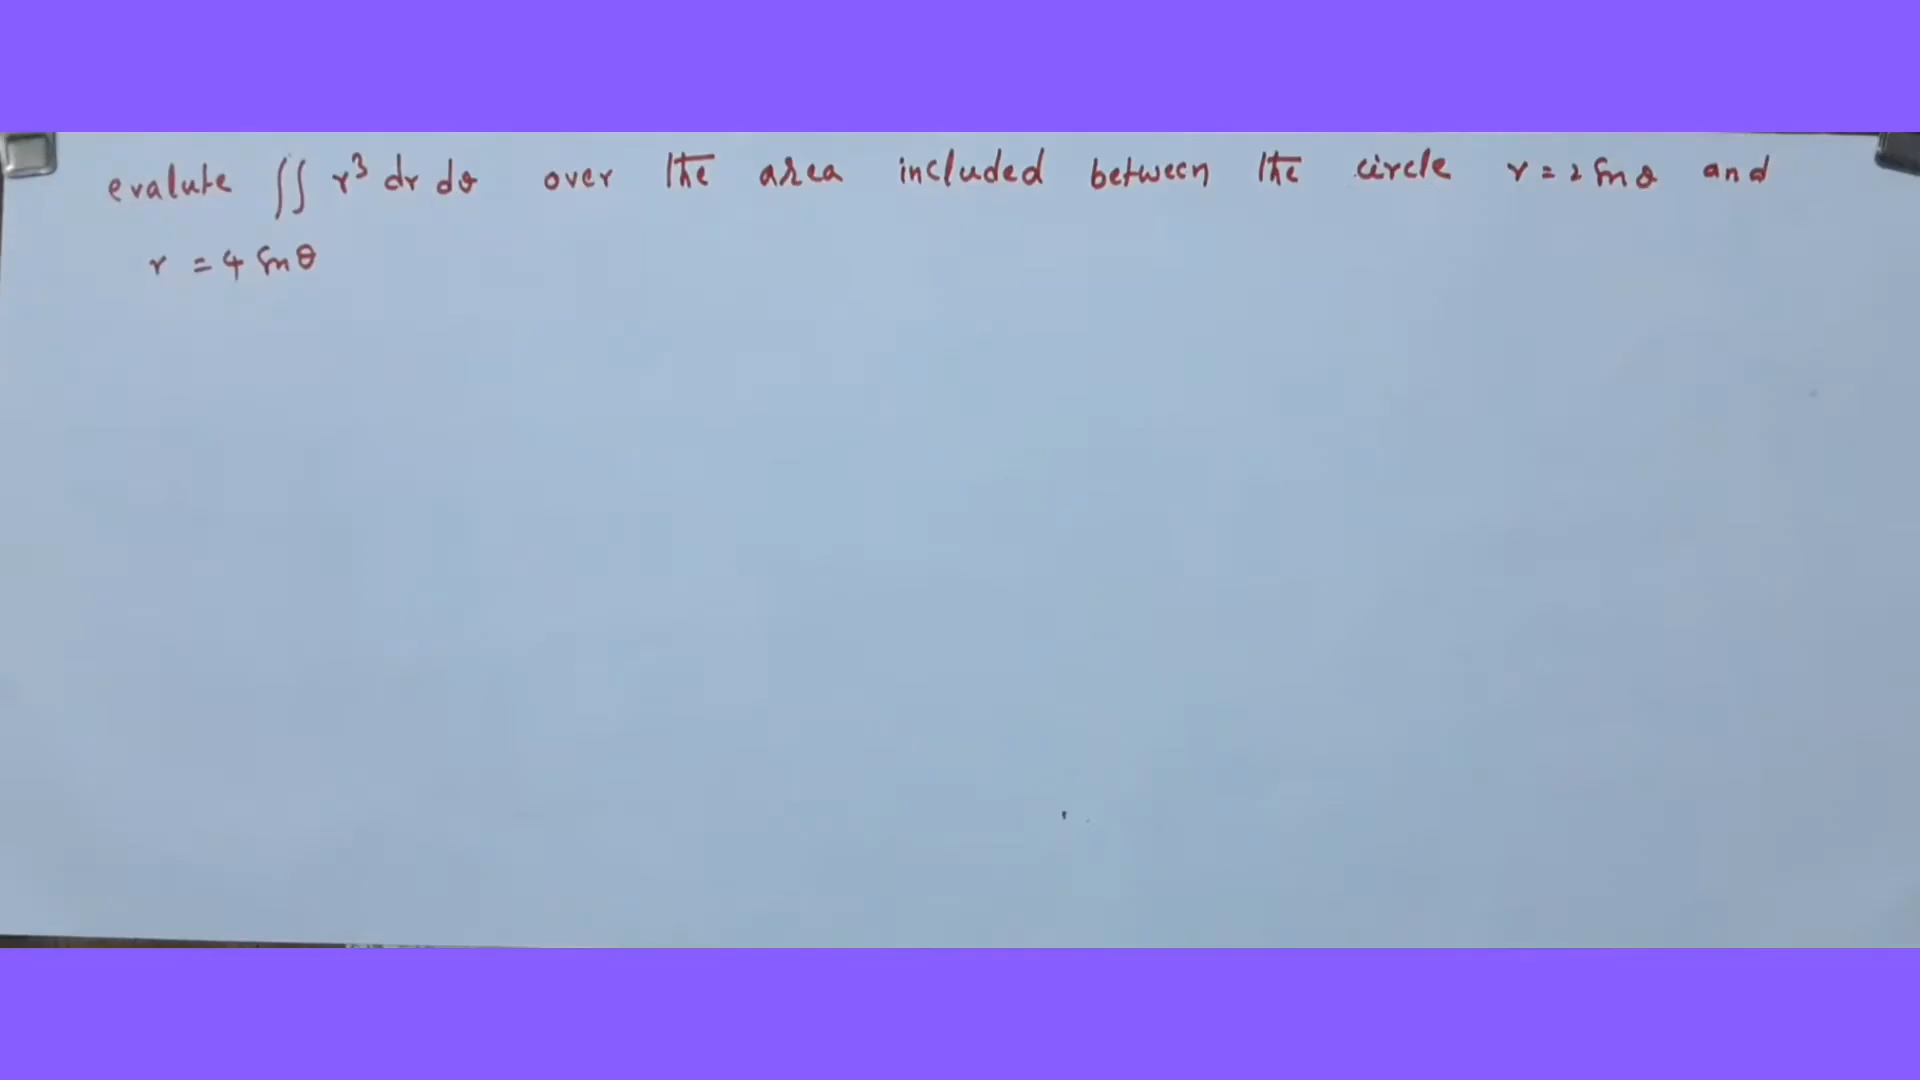 evalute ∬ r³ dr dθ over the area included between the circle r = 2 sinθ and
r = 4 sinθ